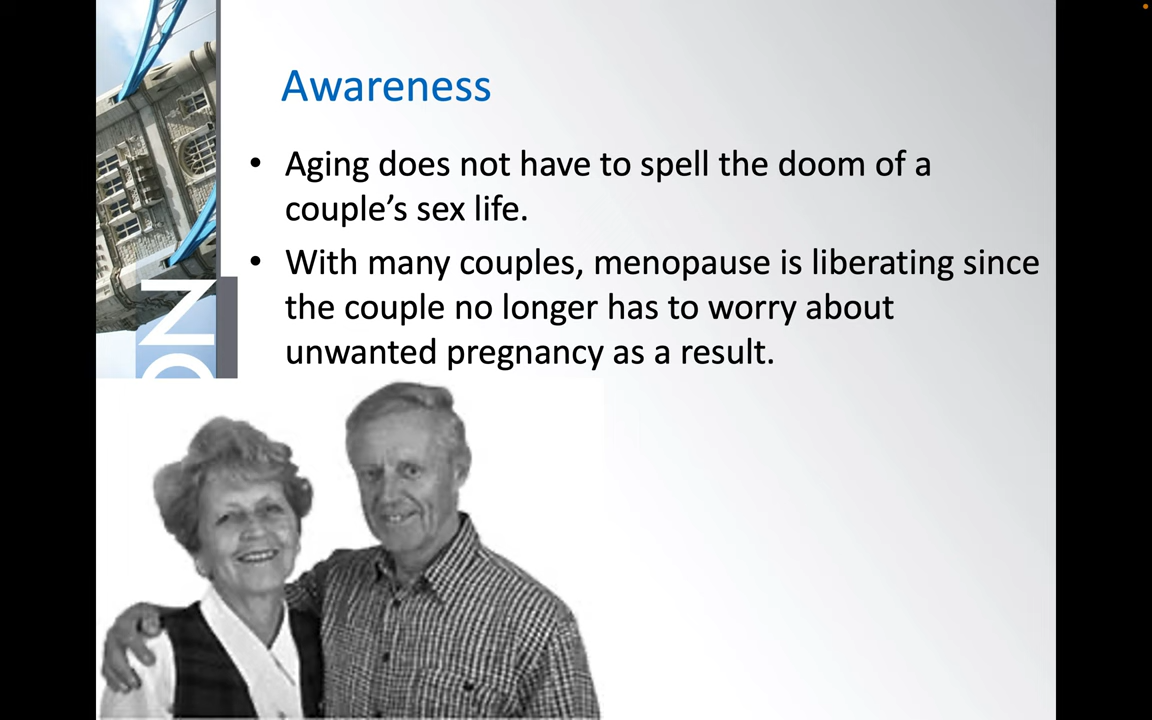 Awareness
• Aging does not have to spell the doom of a
couple’s sex life.
• With many couples, menopause is liberating since
the couple no longer has to worry about
unwanted pregnancy as a result.